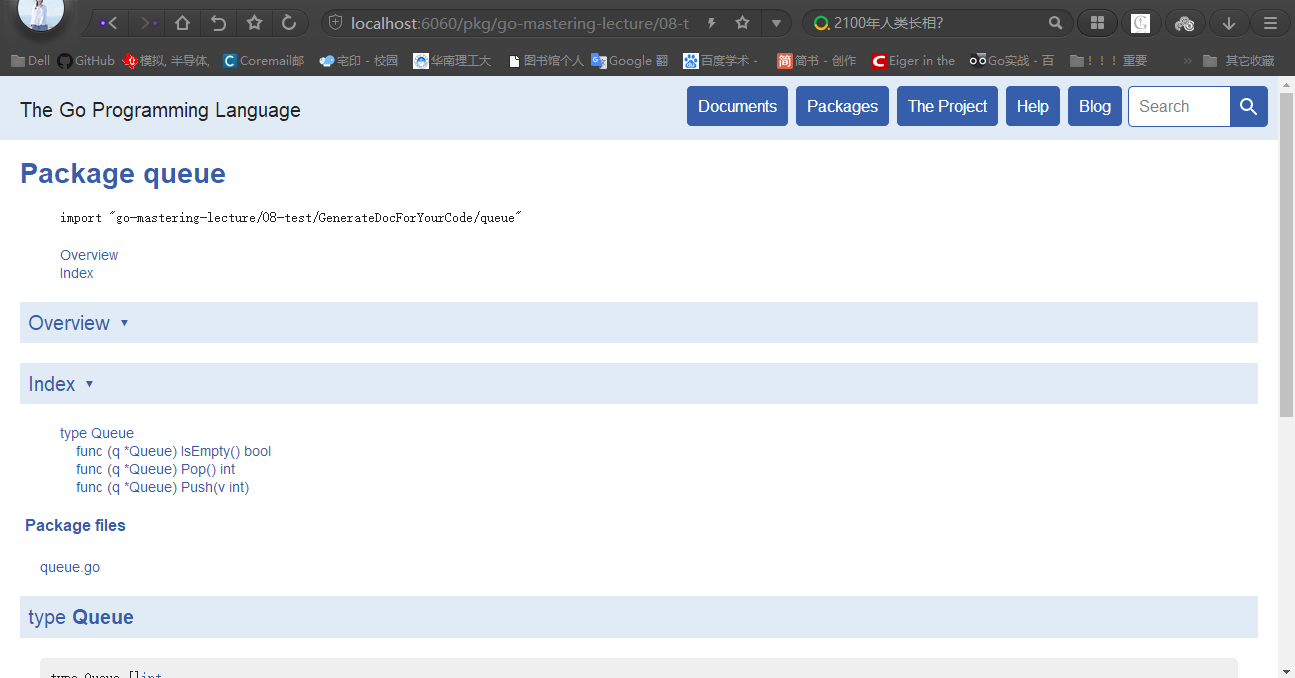 localhost:6060/pkg/go-mastering-lecture/08-t
2100年人类长相?
Dell GitHub 模拟, 半导体, Coremail邮 宅印 - 校园 华南理工大 图书馆个人 Google 翻 百度学术 - 简书 - 创作 Eiger in the Go实战 - 百 ！！！重要 » 其它收藏
The Go Programming Language
Documents Packages The Project Help Blog Search
Package queue
import "go-mastering-lecture/08-test/GenerateDocForYourCode/queue"
Overview
Index
Overview ▾
Index ▾
type Queue
func (q *Queue) IsEmpty() bool
func (q *Queue) Pop() int
func (q *Queue) Push(v int)
Package files
queue.go
type Queue
type Queue []int